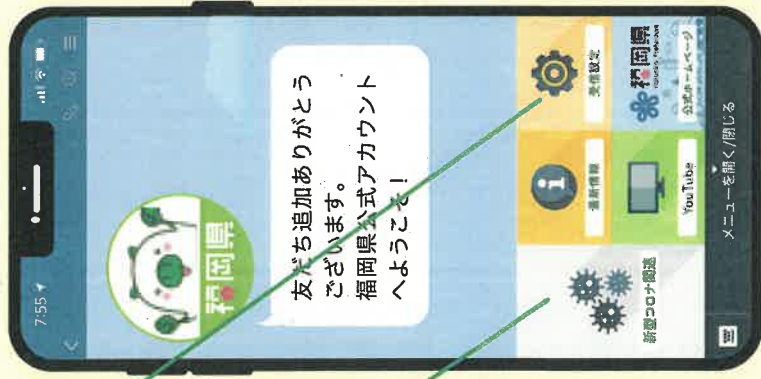 7:55
福岡県
友だち追加ありがとう
ございます。
福岡県公式アカウント
へようこそ!
新型コロナ関連
最新情報
受信設定
YouTube
福岡県
Fukuoka Prefecture
公式ホームページ
メニューを開く/閉じる